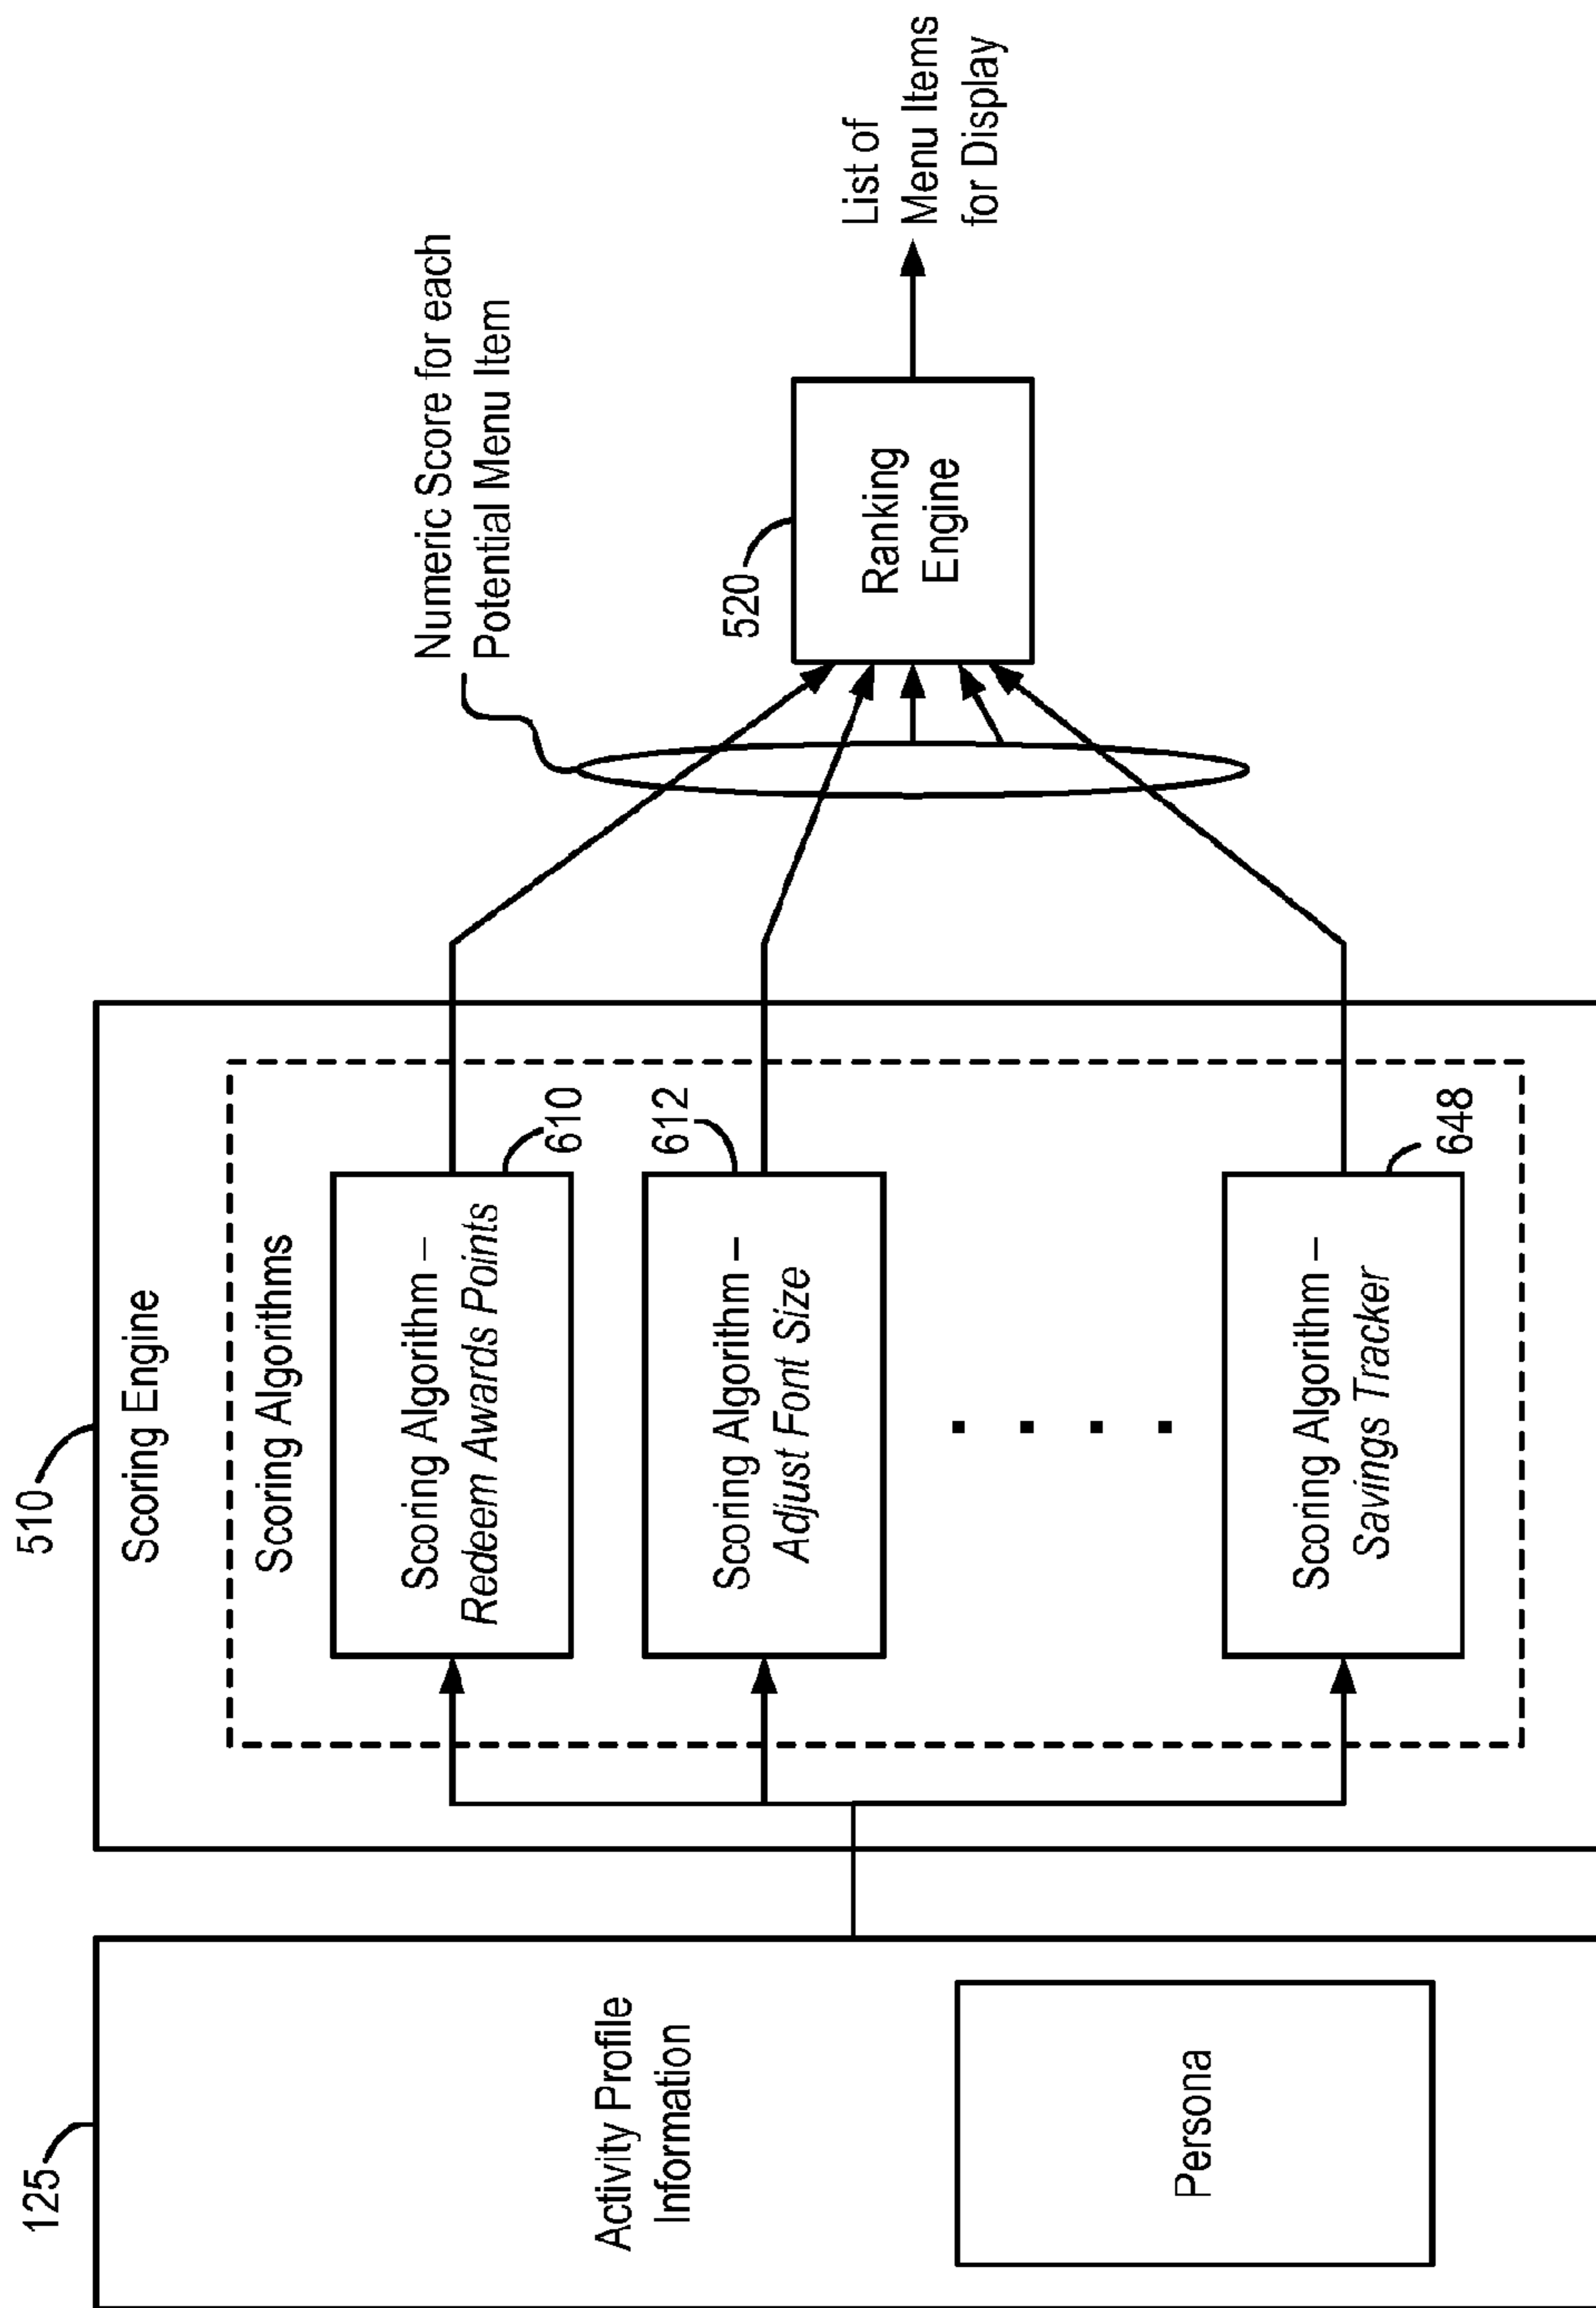 125
Activity Profile
Information
Persona
510
Scoring Engine
Scoring Algorithms
Scoring Algorithm –
Redeem Awards Points
610
Scoring Algorithm –
Adjust Font Size
612
Scoring Algorithm –
Savings Tracker
648
Numeric Score for each
Potential Menu Item
520
Ranking
Engine
List of
Menu Items
for Display